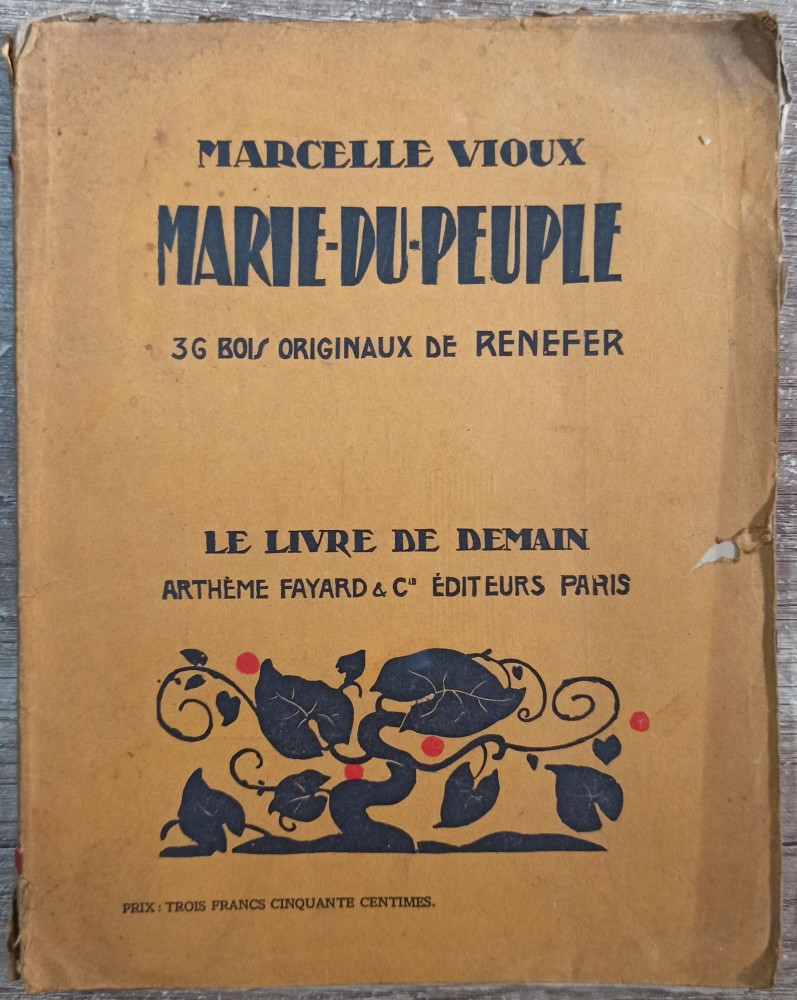 MARCELLE VIOUX
MARIE-DU-PEUPLE
36 BOIS ORIGINAUX DE RENEFER
LE LIVRE DE DEMAIN
ARTHÈME FAYARD & Cie ÉDITEURS PARIS
PRIX : TROIS FRANCS CINQUANTE CENTIMES.